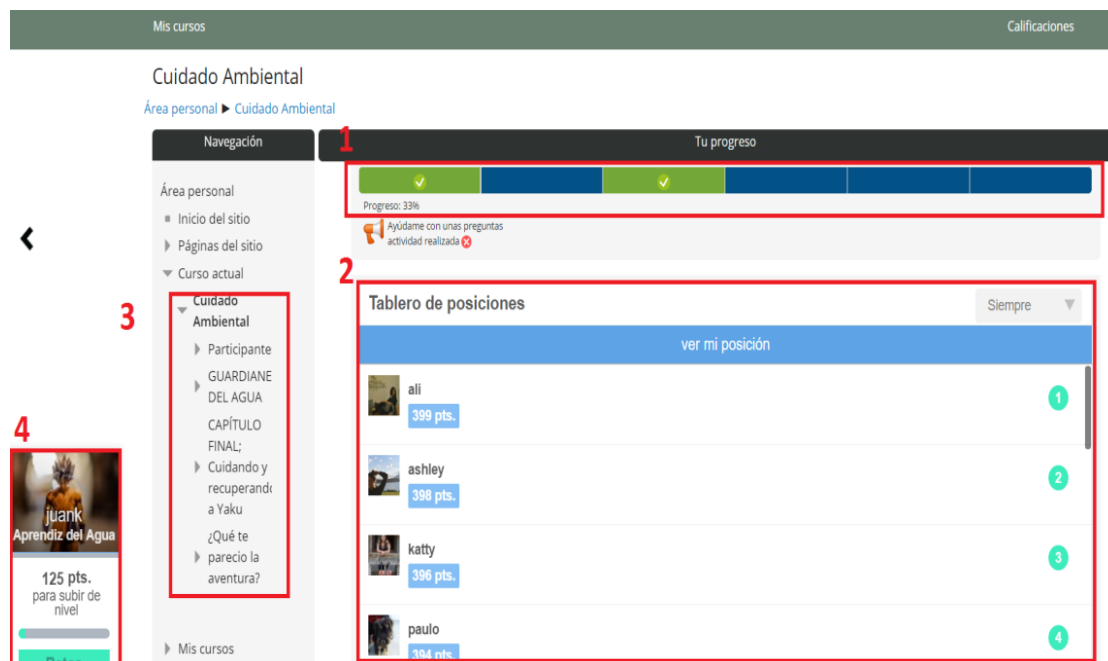 Mis cursos
Calificaciones
Cuidado Ambiental
Área personal ▶ Cuidado Ambiental
Navegación
Área personal
Inicio del sitio
Páginas del sitio
Curso actual
Cuidado
Ambiental
Participante
GUARDIANE
DEL AGUA
CAPÍTULO
FINAL;
Cuidando y
recuperando
a Yaku
¿Qué te
parecio la
aventura?
Mis cursos
3
4
juank
Aprendiz del Agua
125 pts.
para subir de
nivel
1
Tu progreso
Progreso: 33%
Ayúdame con unas preguntas
actividad realizada
2
Tablero de posiciones
Siempre
ver mi posición
ali
399 pts.
1
ashley
398 pts.
2
katty
396 pts.
3
paulo
394 pts.
4